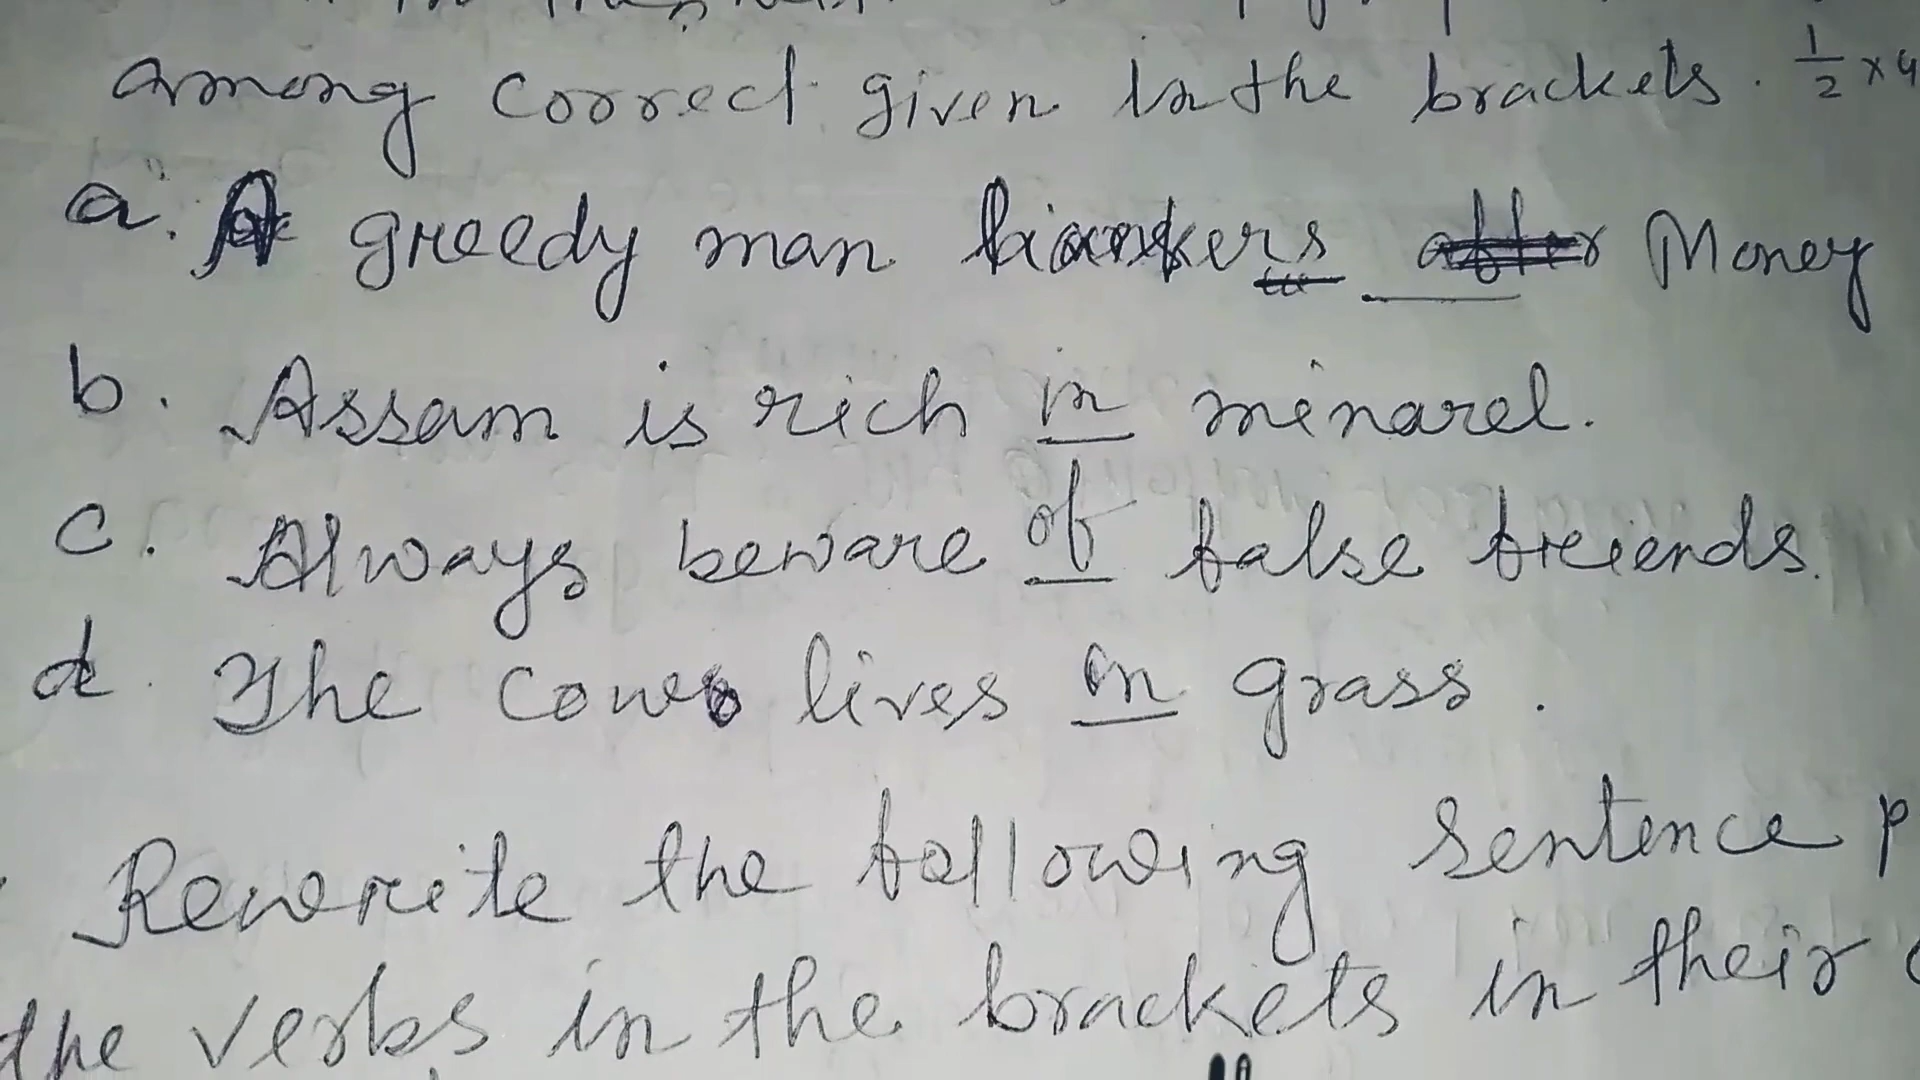 among correct given in the brackets. 1/2 x 4
a. A greedy man hankers after Money
b. Assam is rich in minarel.
c. Always beware of false freiends.
d. The cows lives on grass.
Rewrite the following sentence p
the verbs in the brackets in their